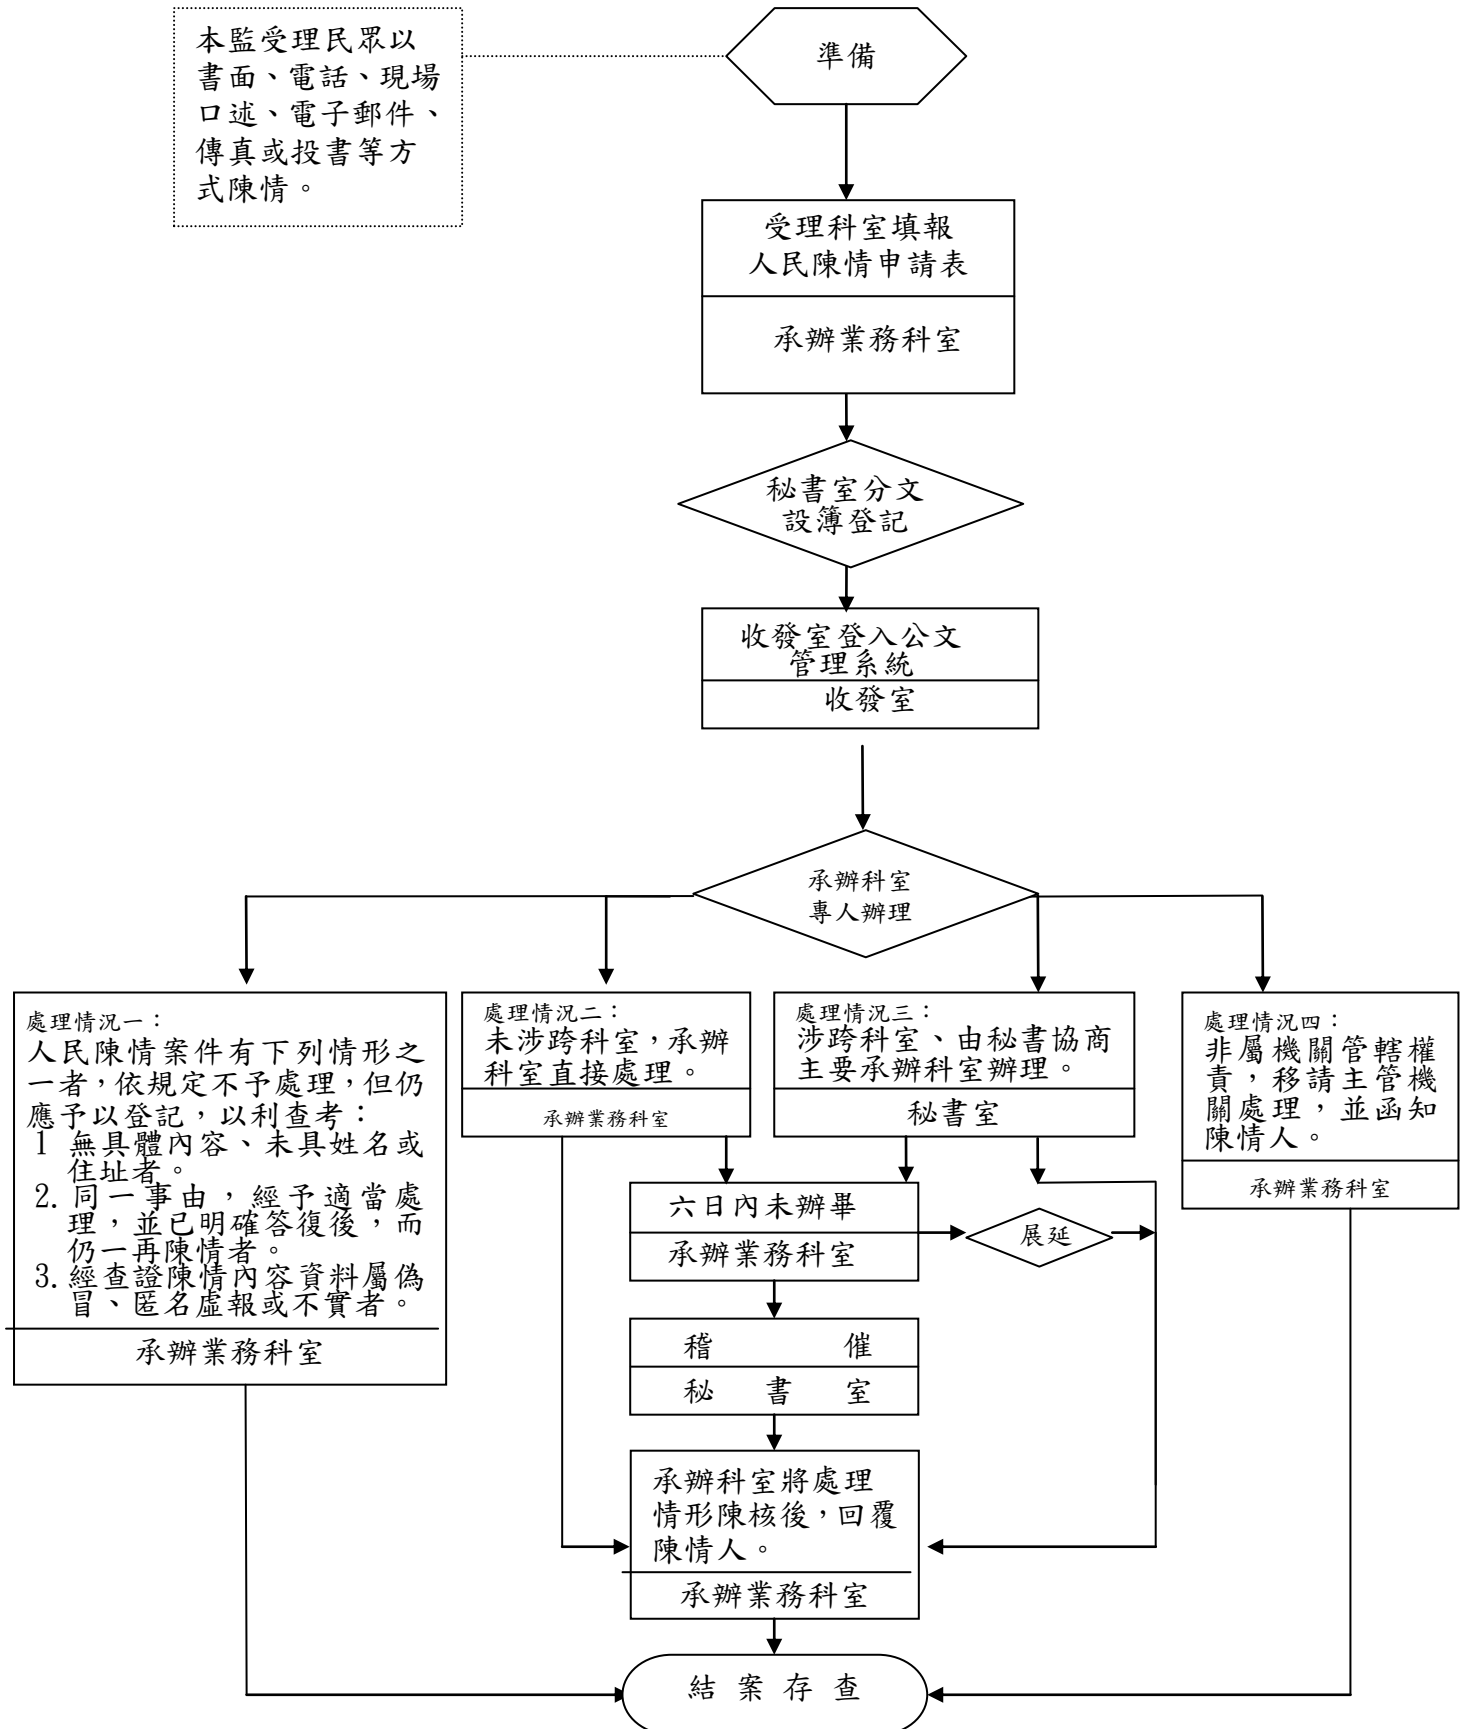 本監受理民眾以
書面、電話、現場
口述、電子郵件、
傳真或投書等方
式陳情。
準備
受理科室填報
人民陳情申請表
承辦業務科室
秘書室分文
設簿登記
收發室登入公文
管理系統
收發室
承辦科室
專人辦理
處理情況一：
人民陳情案件有下列情形之
一者，依規定不予處理，但仍
應予以登記，以利查考：
1 無具體內容、未具姓名或
住址者。
2. 同一事由，經予適當處
理，並已明確答復後，而
仍一再陳情者。
3. 經查證陳情內容資料屬偽
冒、匿名虛報或不實者。
承辦業務科室
處理情況二：
未涉跨科室，承辦
科室直接處理。
承辦業務科室
處理情況三：
涉跨科室、由秘書協商
主要承辦科室辦理。
秘書室
處理情況四：
非屬機關管轄權
責，移請主管機
關處理，並函知
陳情人。
承辦業務科室
六日內未辦畢
承辦業務科室
展延
稽 催
秘 書 室
承辦科室將處理
情形陳核後，回覆
陳情人。
承辦業務科室
結 案 存 查